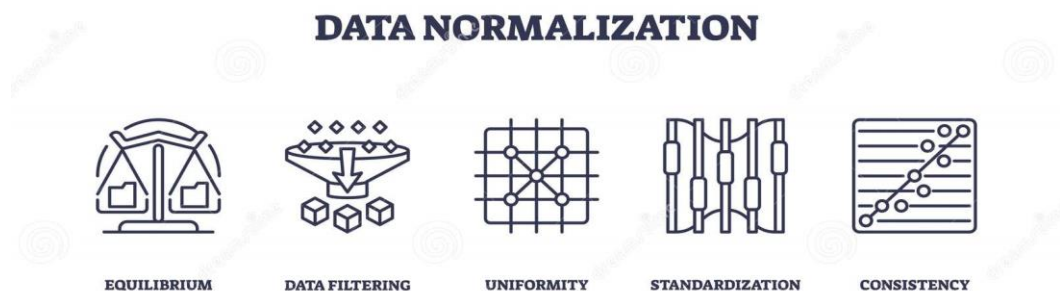 DATA NORMALIZATION
EQUILIBRIUM
DATA FILTERING
UNIFORMITY
STANDARDIZATION
CONSISTENCY